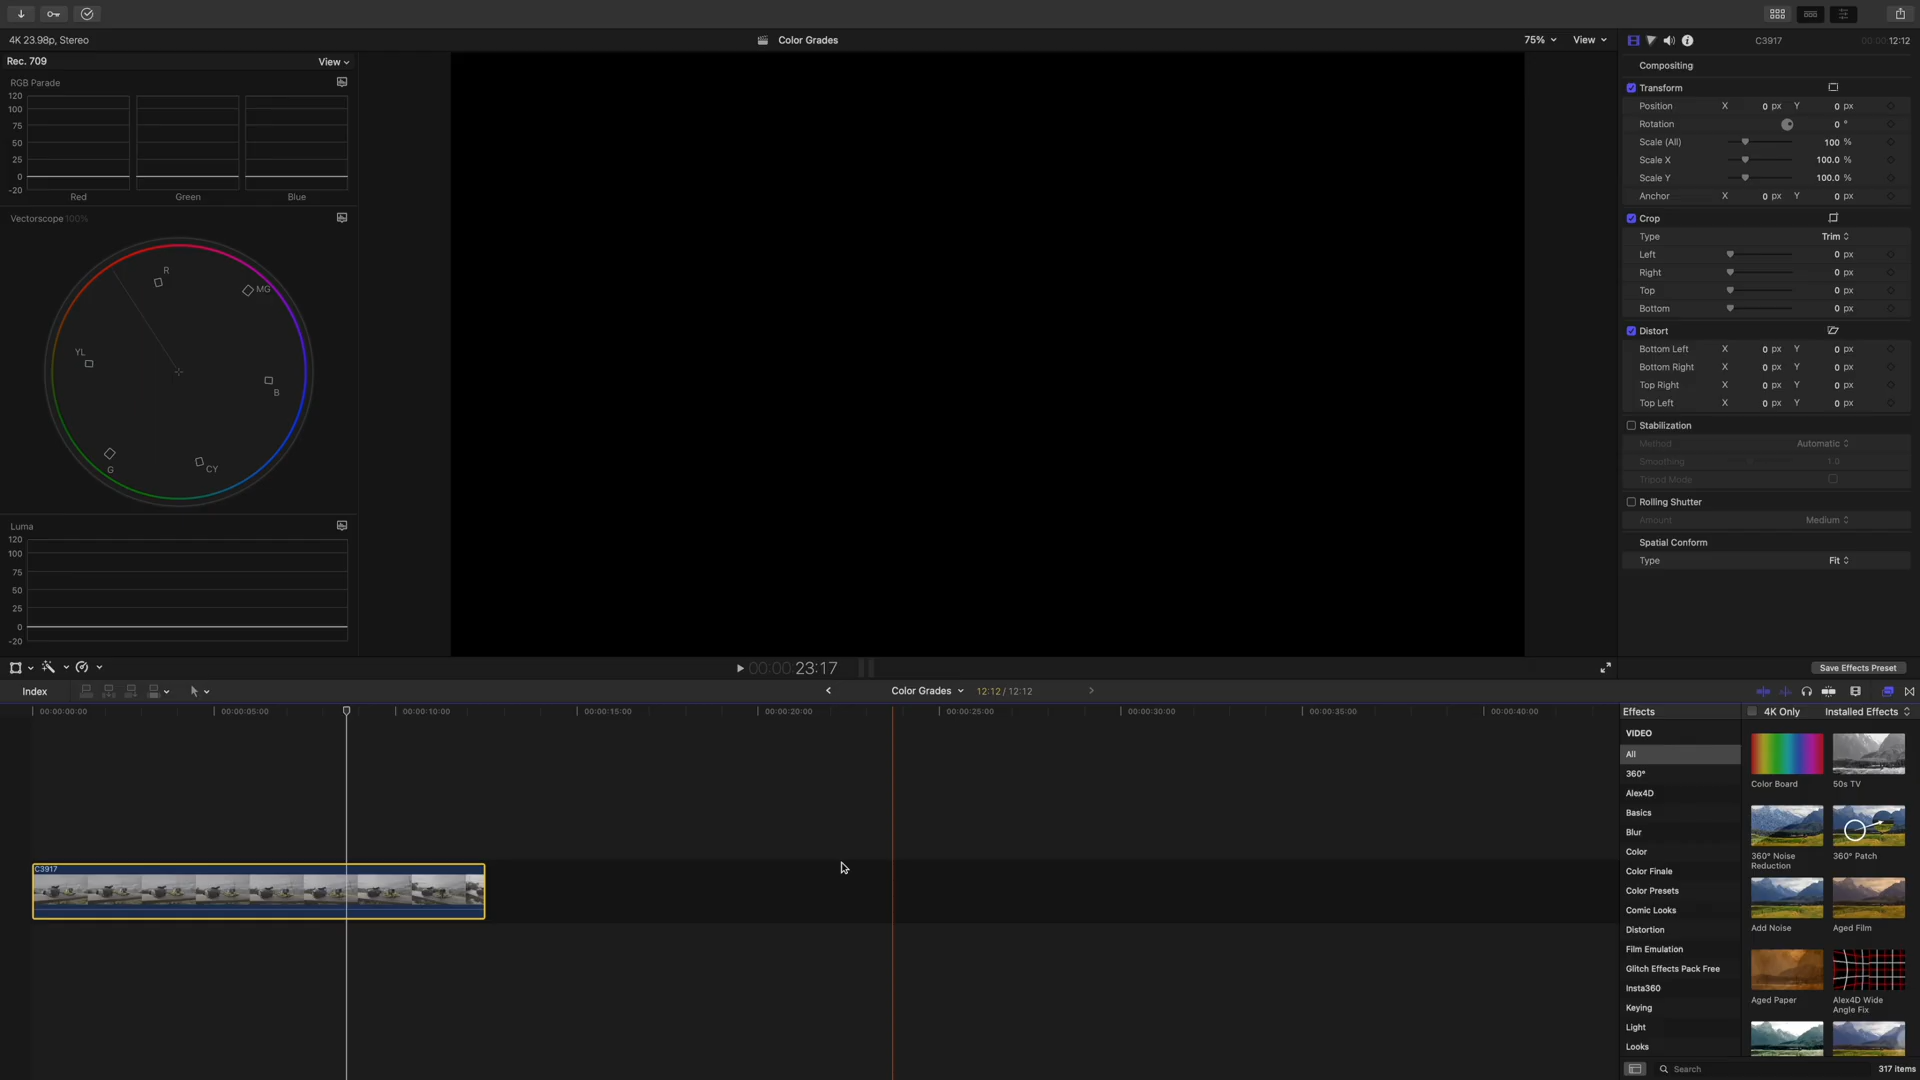 4K 23.98p, Stereo
Color Grades
75%
View
C3917
00:00:12:12
Rec. 709
View
RGB Parade
120
100
75
50
25
0
-20
Red
Green
Blue
Vectorscope 100%
R
MG
YL
B
G
CY
Luma
120
100
75
50
25
0
-20
Compositing
Transform
Position X 0 px Y 0 px
Rotation 0 °
Scale (All) 100 %
Scale X 100.0 %
Scale Y 100.0 %
Anchor X 0 px Y 0 px
Crop
Type Trim
Left 0 px
Right 0 px
Top 0 px
Bottom 0 px
Distort
Bottom Left X 0 px Y 0 px
Bottom Right X 0 px Y 0 px
Top Right X 0 px Y 0 px
Top Left X 0 px Y 0 px
Stabilization
Method Automatic
Smoothing 1.0
Tripod Mode
Rolling Shutter
Amount Medium
Spatial Conform
Type Fit
00:00:23:17
Save Effects Preset
Index
Color Grades
12:12 / 12:12
00:00:00:00
00:00:05:00
00:00:10:00
00:00:15:00
00:00:20:00
00:00:25:00
00:00:30:00
00:00:35:00
00:00:40:00
C3917
Effects
4K Only
Installed Effects
VIDEO
All
360°
Alex4D
Basics
Blur
Color
Color Finale
Color Presets
Comic Looks
Distortion
Film Emulation
Glitch Effects Pack Free
Insta360
Keying
Light
Looks
Color Board
50s TV
360° Noise
Reduction
360° Patch
Add Noise
Aged Film
Aged Paper
Alex4D Wide
Angle Fix
Search
317 items